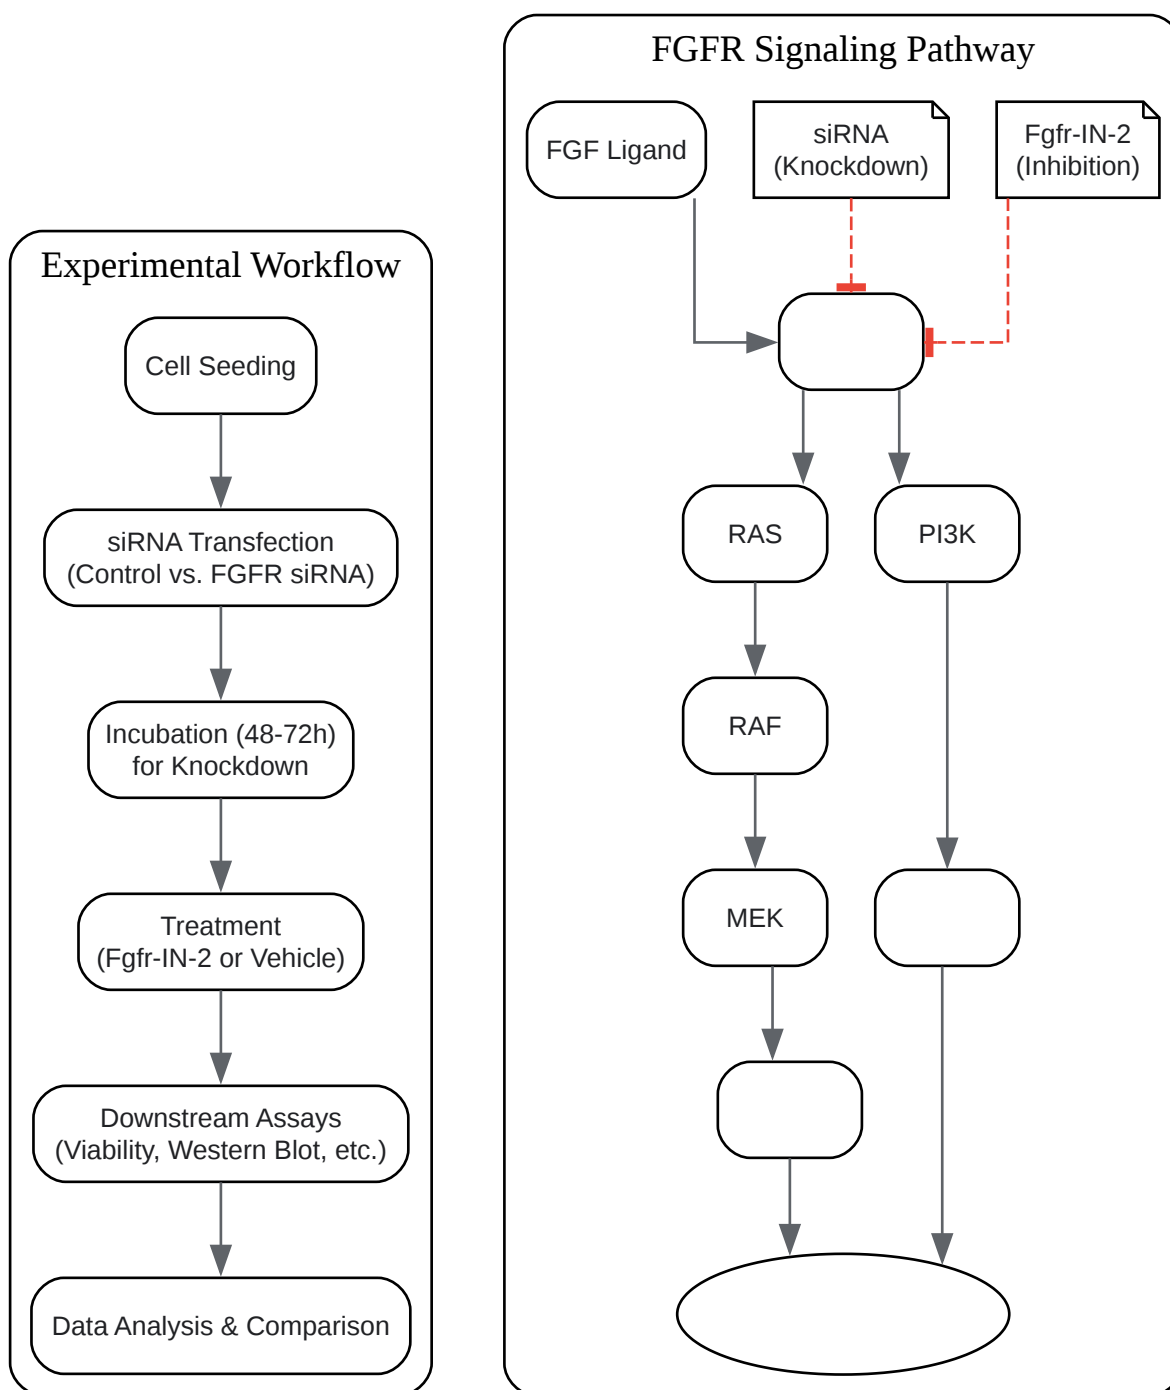 Experimental Workflow
Cell Seeding
siRNA Transfection
(Control vs. FGFR siRNA)
Incubation (48-72h)
for Knockdown
Treatment
(Fgfr-IN-2 or Vehicle)
Downstream Assays
(Viability, Western Blot, etc.)
Data Analysis & Comparison
FGFR Signaling Pathway
FGF Ligand
siRNA
(Knockdown)
Fgfr-IN-2
(Inhibition)
RAS
PI3K
RAF
MEK